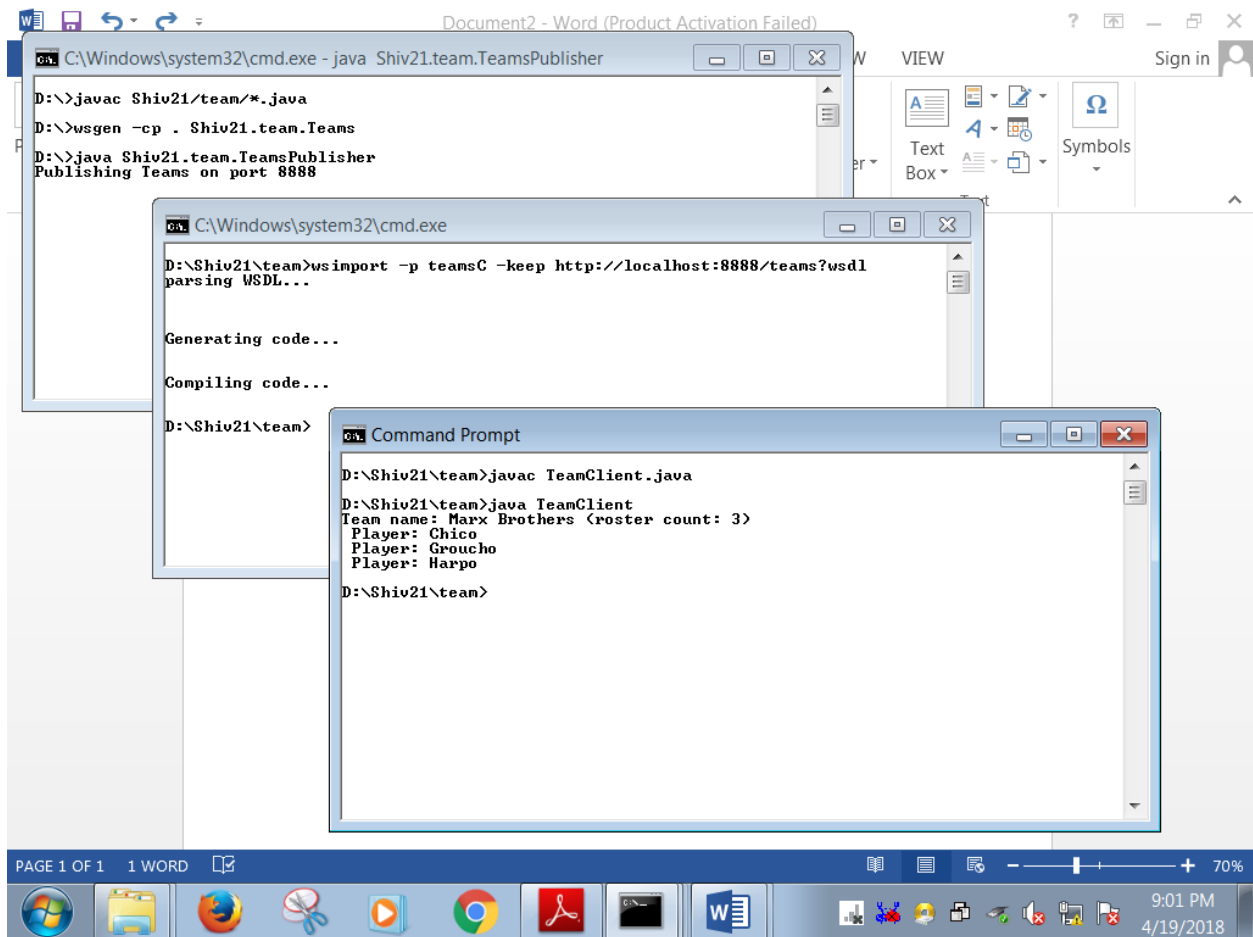 Document2 - Word (Product Activation Failed)
C:\Windows\system32\cmd.exe - java  Shiv21.team.TeamsPublisher
VIEW
Sign in
D:\>javac Shiv21/team/*.java
D:\>wsgen -cp . Shiv21.team.Teams
D:\>java Shiv21.team.TeamsPublisher
Publishing Teams on port 8888
Text
Box
Symbols
C:\Windows\system32\cmd.exe
D:\Shiv21\team>wsimport -p teamsC -keep http://localhost:8888/teams?wsdl
parsing WSDL...
Generating code...
Compiling code...
D:\Shiv21\team>
Command Prompt
D:\Shiv21\team>javac TeamClient.java
D:\Shiv21\team>java TeamClient
Team name: Marx Brothers (roster count: 3)
Player: Chico
Player: Groucho
Player: Harpo
D:\Shiv21\team>
PAGE 1 OF 1 1 WORD
70%
9:01 PM
4/19/2018